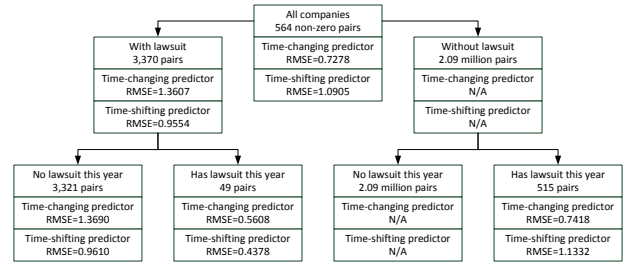 All companies
564 non-zero pairs
Time-changing predictor
RMSE=0.7278
Time-shifting predictor
RMSE=1.0905
With lawsuit
3,370 pairs
Time-changing predictor
RMSE=1.3607
Time-shifting predictor
RMSE=0.9554
Without lawsuit
2.09 million pairs
Time-changing predictor
N/A
Time-shifting predictor
N/A
No lawsuit this year
3,321 pairs
Time-changing predictor
RMSE=1.3690
Time-shifting predictor
RMSE=0.9610
Has lawsuit this year
49 pairs
Time-changing predictor
RMSE=0.5608
Time-shifting predictor
RMSE=0.4378
No lawsuit this year
2.09 million pairs
Time-changing predictor
N/A
Time-shifting predictor
N/A
Has lawsuit this year
515 pairs
Time-changing predictor
RMSE=0.7418
Time-shifting predictor
RMSE=1.1332